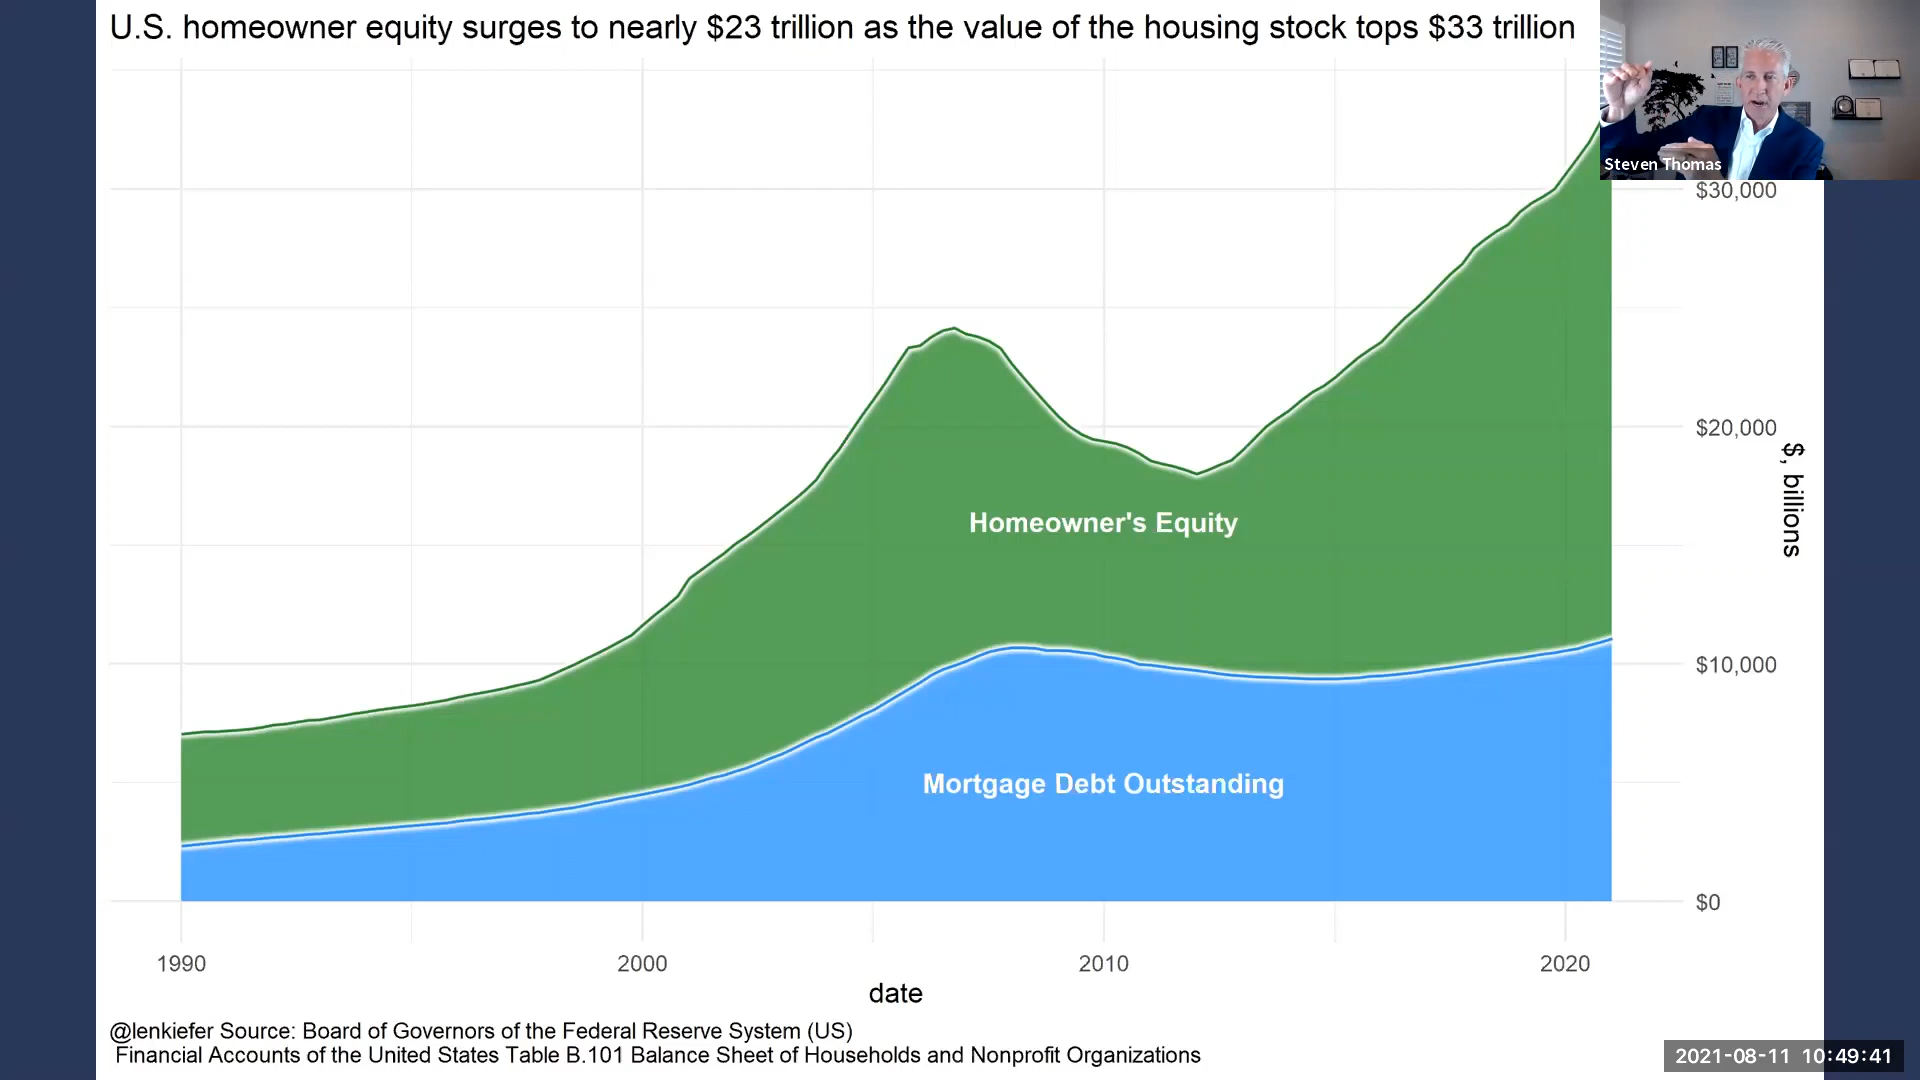 U.S. homeowner equity surges to nearly $23 trillion as the value of the housing stock tops $33 trillion
Steven Thomas
$30,000
$20,000
$10,000
$0
$, billions
Homeowner's Equity
Mortgage Debt Outstanding
1990
2000
2010
2020
date
@lenkiefer Source: Board of Governors of the Federal Reserve System (US)
Financial Accounts of the United States Table B.101 Balance Sheet of Households and Nonprofit Organizations
2021-08-11 10:49:41